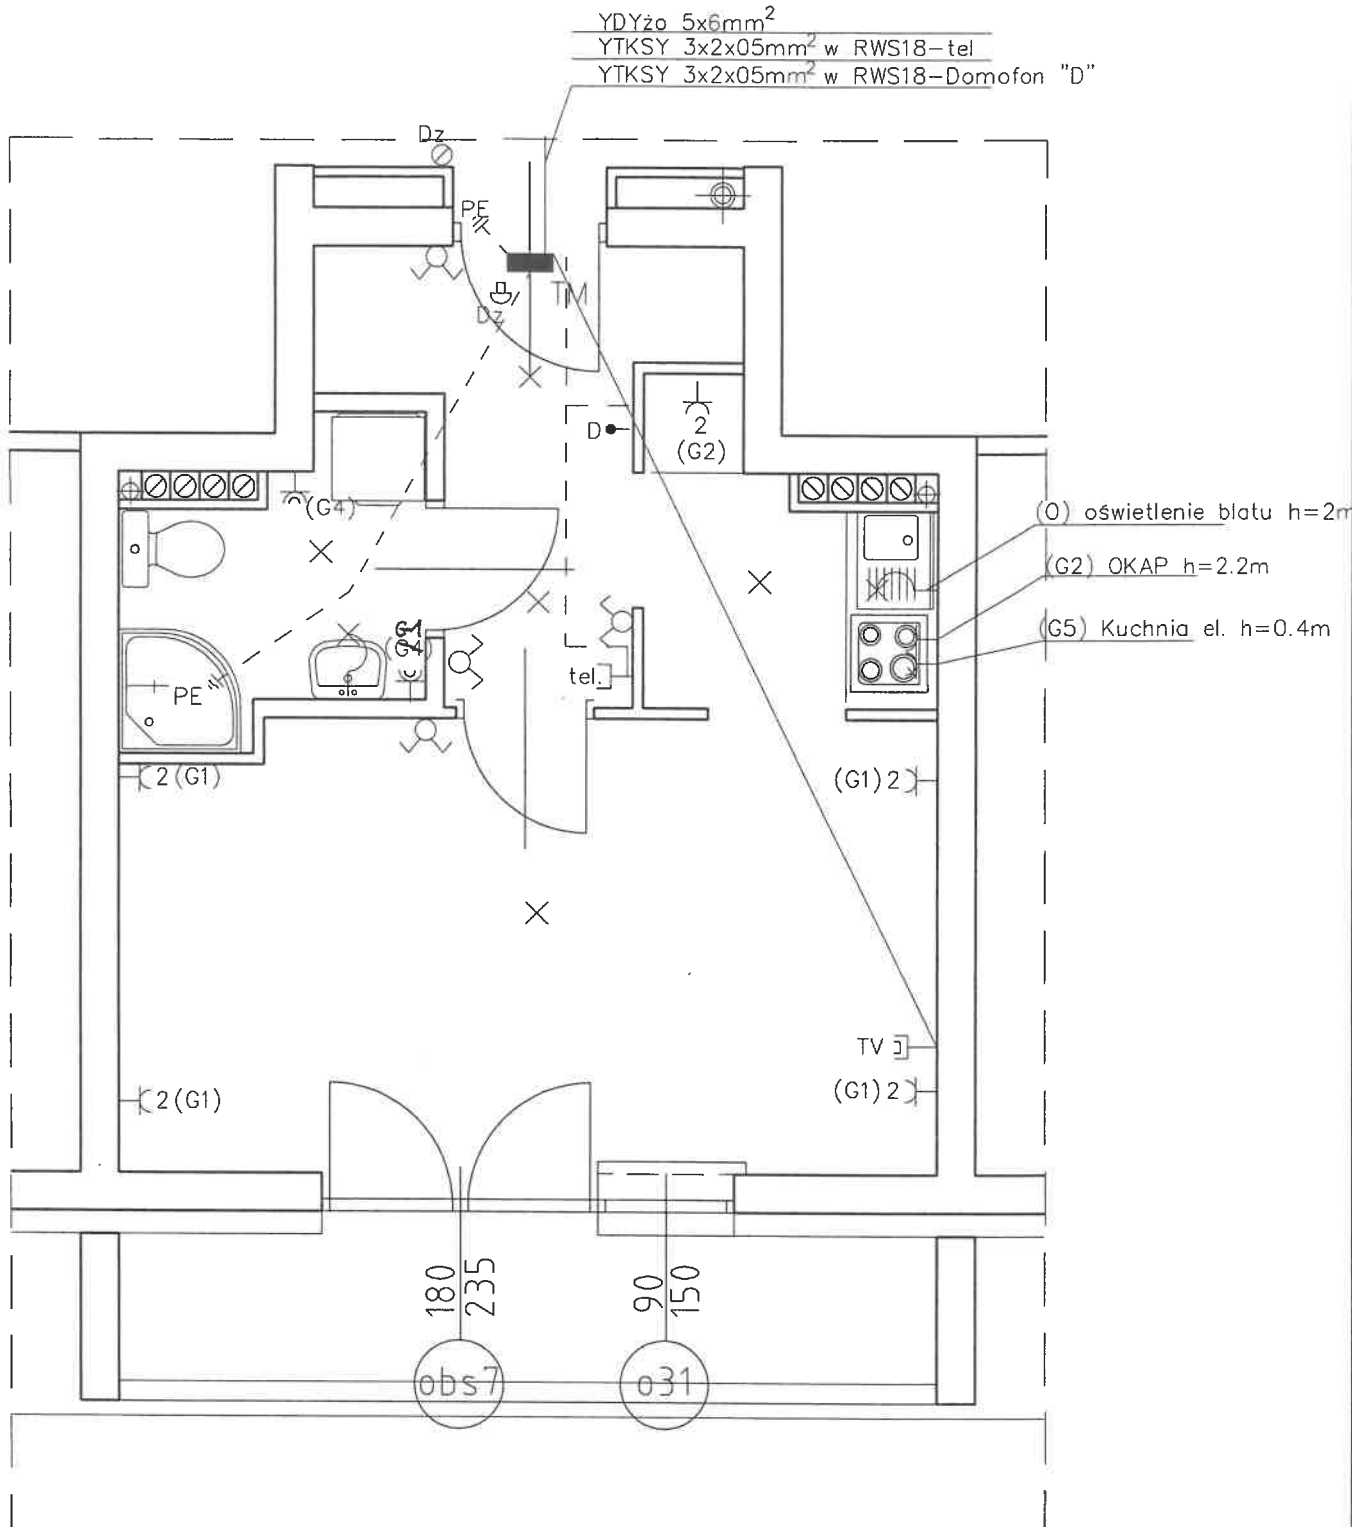 YDYżo 5x6mm²
YTKSY 3x2x05mm² w RWS18-tel
YTKSY 3x2x05mm² w RWS18-Domofon "D"
Dz
PE
TM
Dz
D
2
(G2)
(G4)
(O) oświetlenie blatu h=2m
(G2) OKAP h=2.2m
(G5) Kuchnia el. h=0.4m
G1
tel.
PE
2(G1)
(G1)2
TV
(G1)2
2(G1)
180
235
90
150
obs7
o31